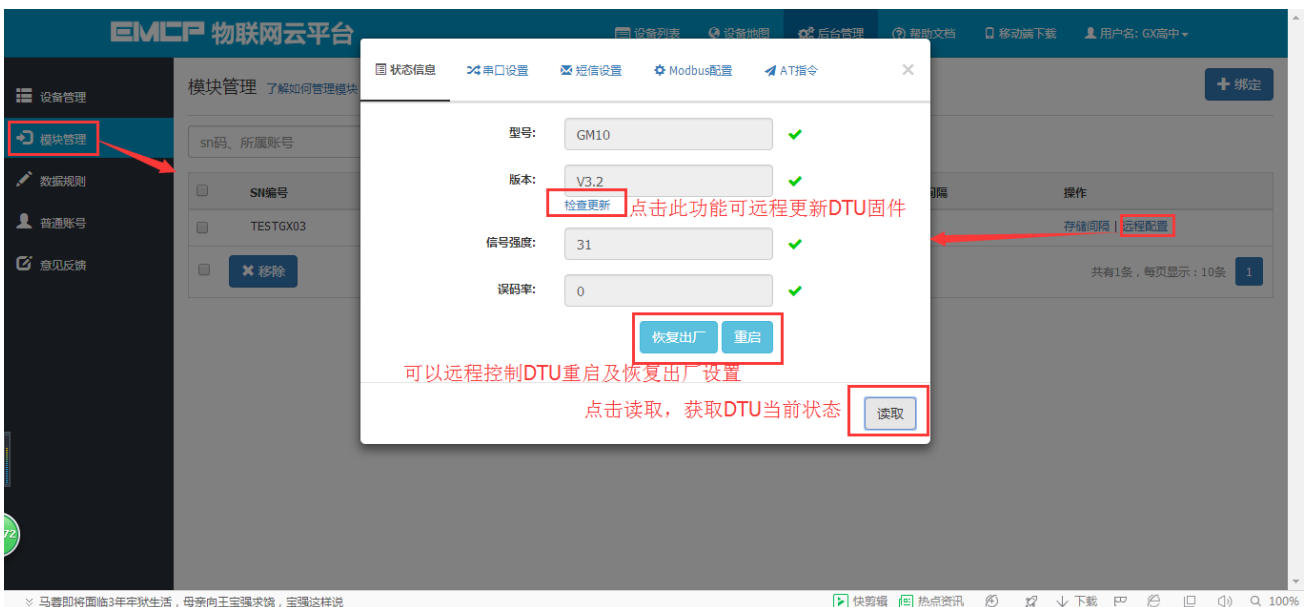 EMCP 物联网云平台
设备列表 设备地图 后台管理 帮助文档 移动端下载 用户名: GX高中
设备管理
模块管理
数据规则
普通账号
意见反馈
模块管理 了解如何管理模块
绑定
sn码、所属账号
SN编号
间隔
操作
TESTGX03
存储间隔 | 远程配置
移除
共有1条，每页显示：10条 1
状态信息 串口设置 短信设置 Modbus配置 AT指令 ×
型号: GM10
版本: V3.2
检查更新 点击此功能可远程更新DTU固件
信号强度: 31
误码率: 0
恢复出厂 重启
可以远程控制DTU重启及恢复出厂设置
点击读取，获取DTU当前状态 读取
72
马蓉即将面临3年牢狱生活，母亲向王宝强求饶，宝强这样说
快剪辑 热点资讯 下载 100%